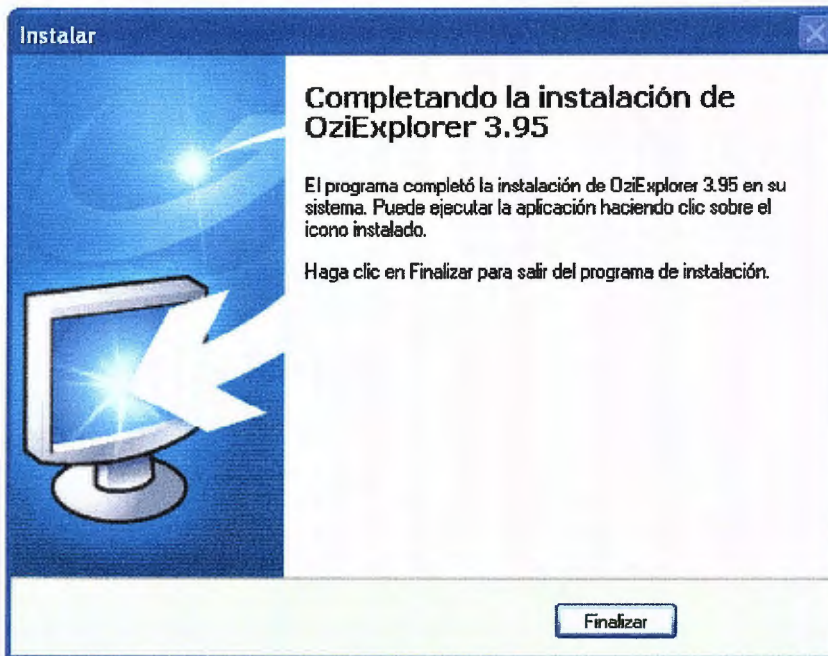 Instalar
Completando la instalación de
OziExplorer 3.95
El programa completó la instalación de OziExplorer 3.95 en su
sistema. Puede ejecutar la aplicación haciendo clic sobre el
icono instalado.
Haga clic en Finalizar para salir del programa de instalación.
Finalizar